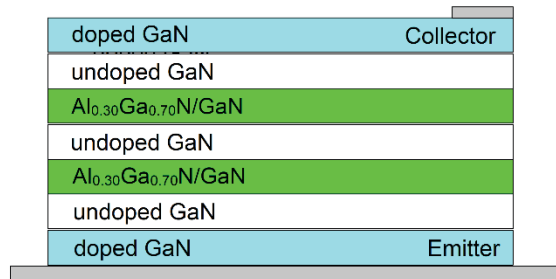 doped GaN Collector
undoped GaN
Al₀.₃₀Ga₀.₇₀N/GaN
undoped GaN
Al₀.₃₀Ga₀.₇₀N/GaN
undoped GaN
doped GaN Emitter